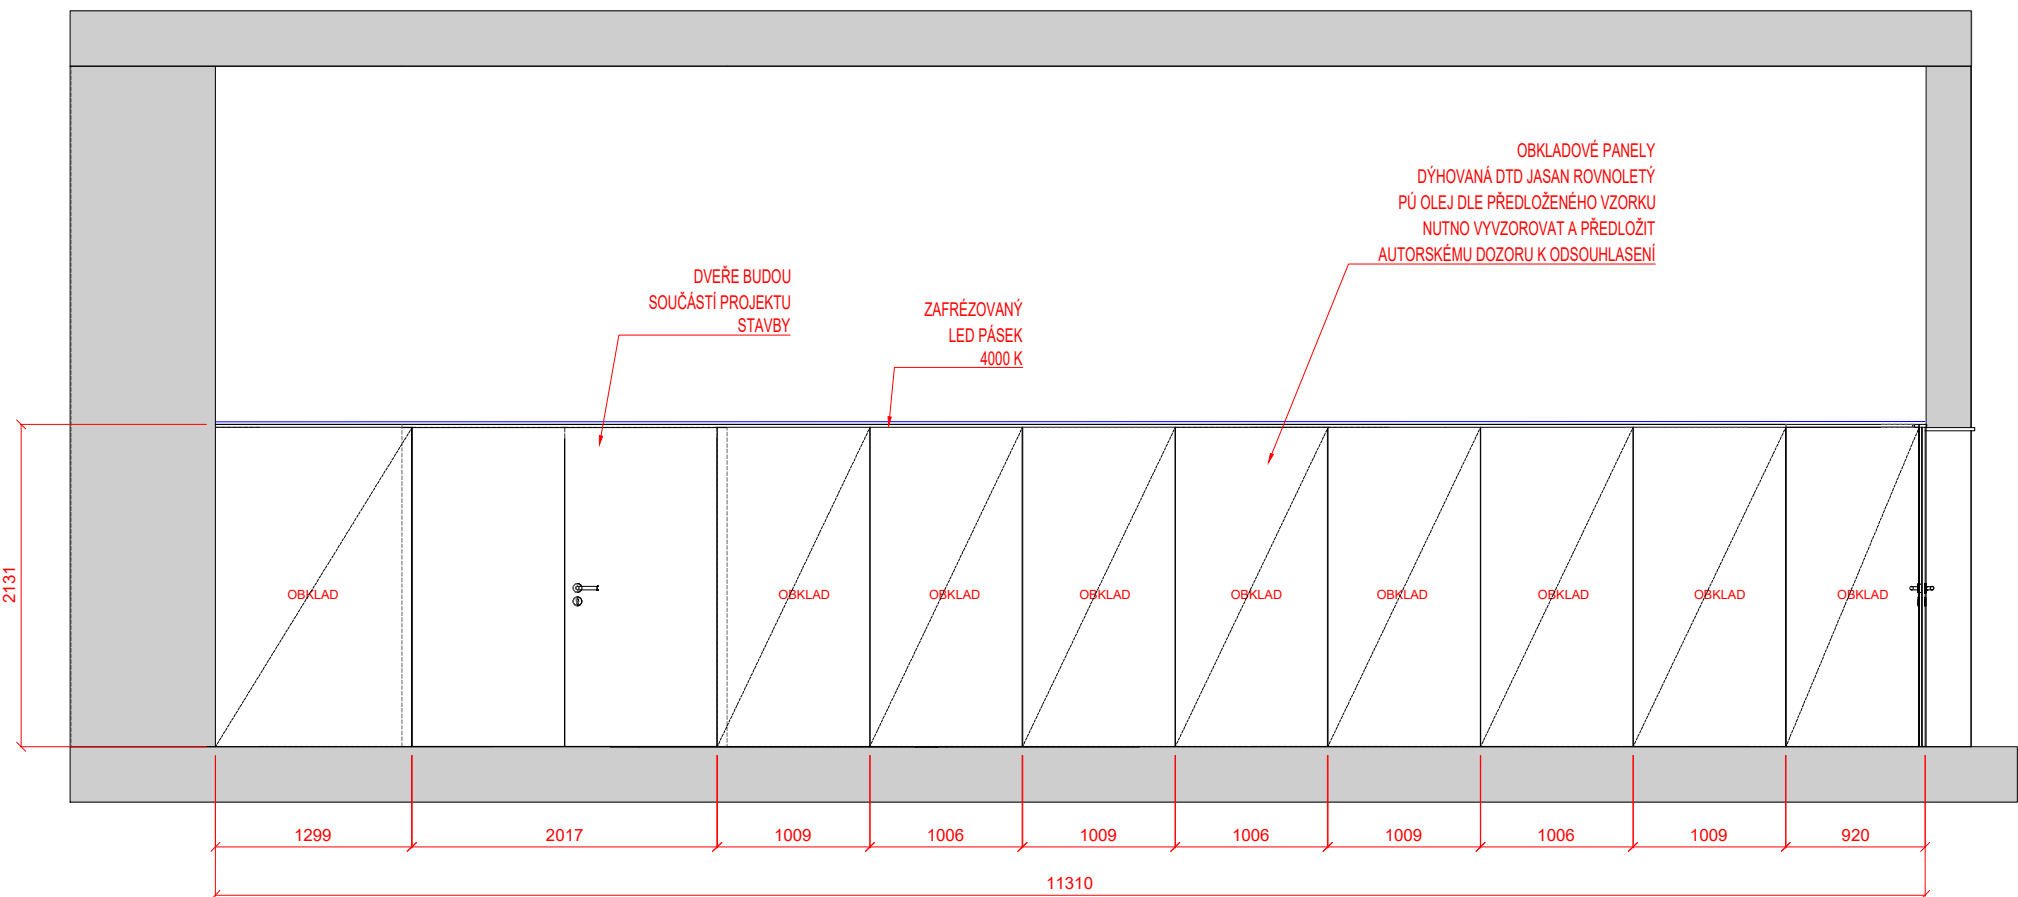 OBKLADOVÉ PANELY
DÝHOVANÁ DTD JASAN ROVNOLETÝ
PÚ OLEJ DLE PŘEDLOŽENÉHO VZORKU
NUTNO VYVZOROVAT A PŘEDLOŽIT
AUTORSKÉMU DOZORU K ODSOUHLASENÍ
DVEŘE BUDOU
SOUČÁSTÍ PROJEKTU
STAVBY
ZAFRÉZOVANÝ
LED PÁSEK
4000 K
2131
OBKLAD
OBKLAD
OBKLAD
OBKLAD
OBKLAD
OBKLAD
OBKLAD
OBKLAD
OBKLAD
1299
2017
1009
1006
1009
1006
1009
1006
1009
920
11310